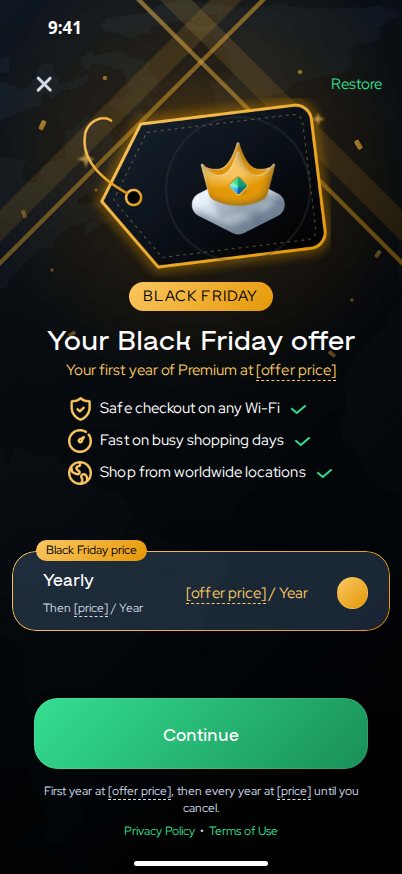 9:41
Restore
BLACK FRIDAY
Your Black Friday offer
Your first year of Premium at [offer price]
Safe checkout on any Wi-Fi
Fast on busy shopping days
Shop from worldwide locations
Black Friday price
Yearly
Then [price] / Year
[offer price] / Year
Continue
First year at [offer price], then every year at [price] until you
cancel.
Privacy Policy • Terms of Use